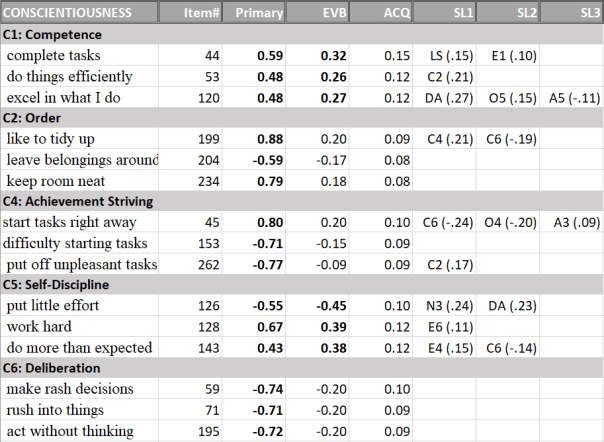 CONSCIENTIOUSNESS Item# Primary EVB ACQ SL1 SL2 SL3
C1: Competence
complete tasks 44 0.59 0.32 0.15 LS (.15) E1 (.10)
do things efficiently 53 0.48 0.26 0.12 C2 (.21)
excel in what I do 120 0.48 0.27 0.12 DA (.27) O5 (.15) A5 (-.11)
C2: Order
like to tidy up 199 0.88 0.20 0.09 C4 (.21) C6 (-.19)
leave belongings around 204 -0.59 -0.17 0.08
keep room neat 234 0.79 0.18 0.08
C4: Achievement Striving
start tasks right away 45 0.80 0.20 0.10 C6 (-.24) O4 (-.20) A3 (.09)
difficulty starting tasks 153 -0.71 -0.15 0.09
put off unpleasant tasks 262 -0.77 -0.09 0.09 C2 (.17)
C5: Self-Discipline
put little effort 126 -0.55 -0.45 0.10 N3 (.24) DA (.23)
work hard 128 0.67 0.39 0.12 E6 (.11)
do more than expected 143 0.43 0.38 0.12 E4 (.15) C6 (-.14)
C6: Deliberation
make rash decisions 59 -0.74 -0.20 0.10
rush into things 71 -0.71 -0.20 0.09
act without thinking 195 -0.72 -0.20 0.09